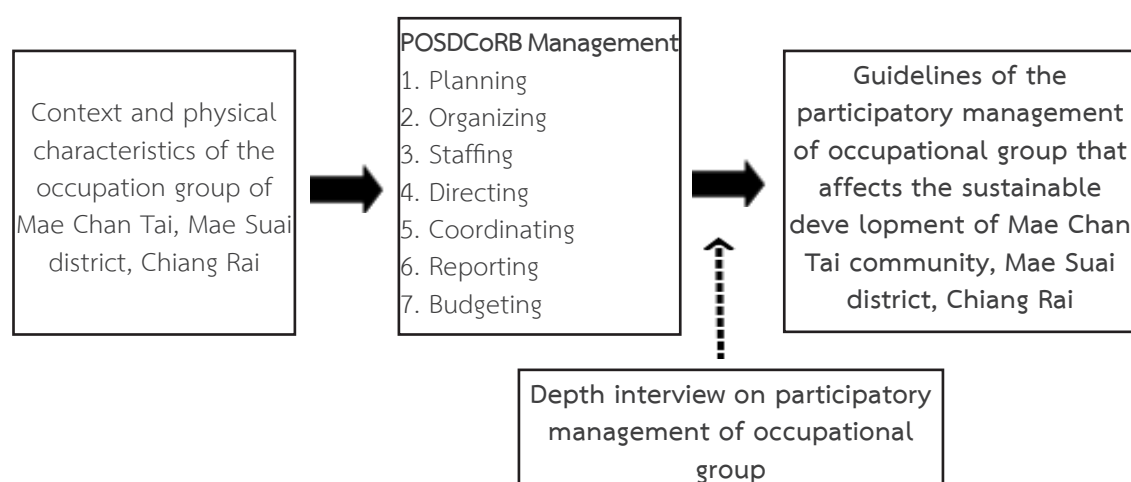 Context and physical
characteristics of the
occupation group of
Mae Chan Tai, Mae Suai
district, Chiang Rai
POSDCoRB Management
1. Planning
2. Organizing
3. Staffing
4. Directing
5. Coordinating
6. Reporting
7. Budgeting
Guidelines of the
participatory management
of occupational group that
affects the sustainable
deve lopment of Mae Chan
Tai community, Mae Suai
district, Chiang Rai
Depth interview on participatory
management of occupational
group